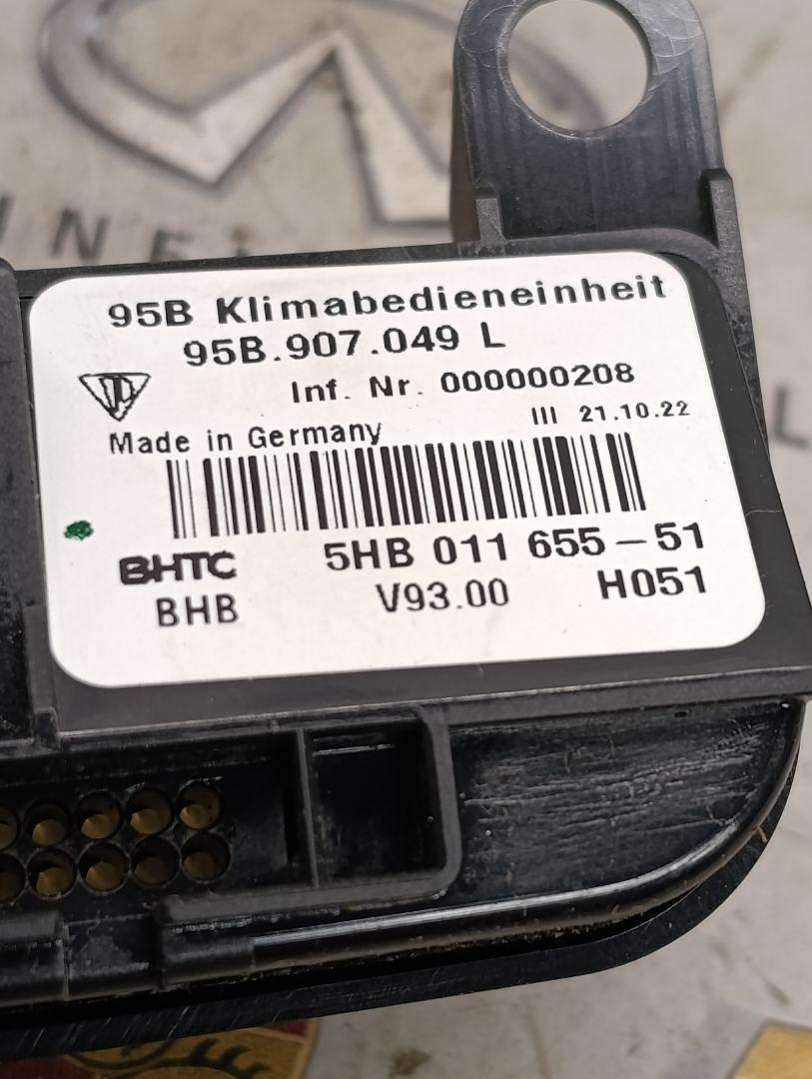 95B Klimabedieneinheit
95B.907.049 L
Inf. Nr. 000000208
III 21.10.22
Made in Germany
5HB 011 655-51
BHTC
BHB V93.00 H051